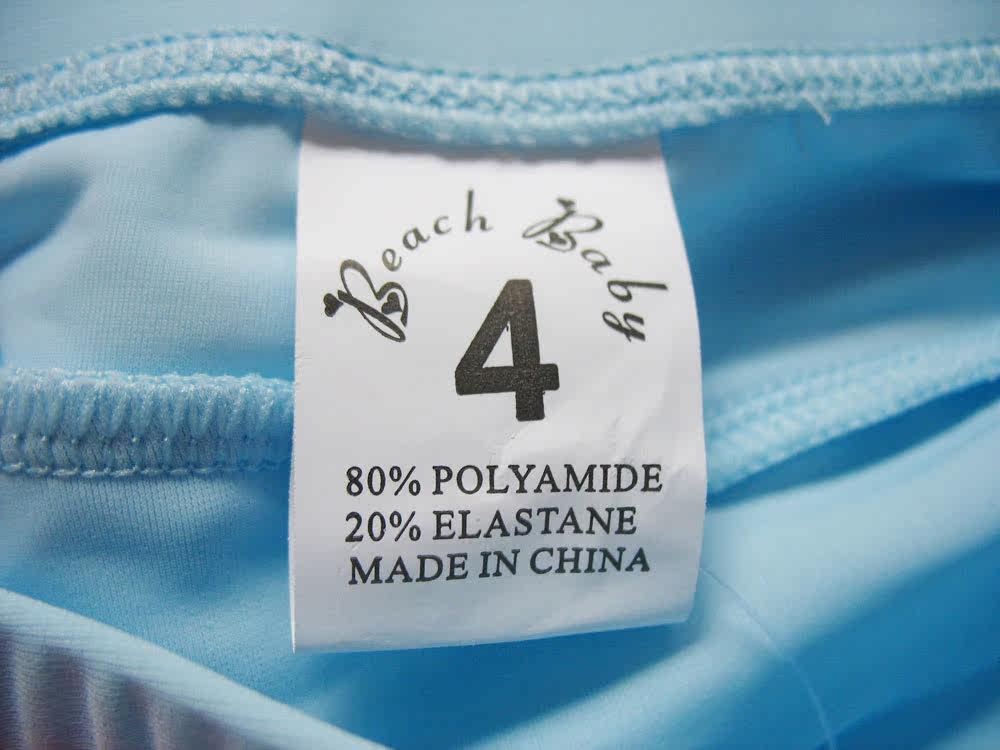 Beach Baby
4
80% POLYAMIDE
20% ELASTANE
MADE IN CHINA